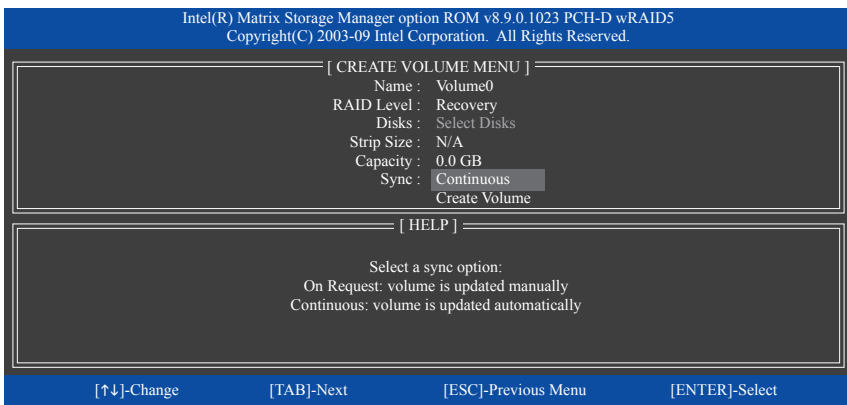 Intel(R) Matrix Storage Manager option ROM v8.9.0.1023 PCH-D wRAID5
Copyright(C) 2003-09 Intel Corporation. All Rights Reserved.
[ CREATE VOLUME MENU ]
Name : Volume0
RAID Level : Recovery
Disks : Select Disks
Strip Size : N/A
Capacity : 0.0 GB
Sync : Continuous
Create Volume
[ HELP ]
Select a sync option:
On Request: volume is updated manually
Continuous: volume is updated automatically
[↑↓]-Change [TAB]-Next [ESC]-Previous Menu [ENTER]-Select